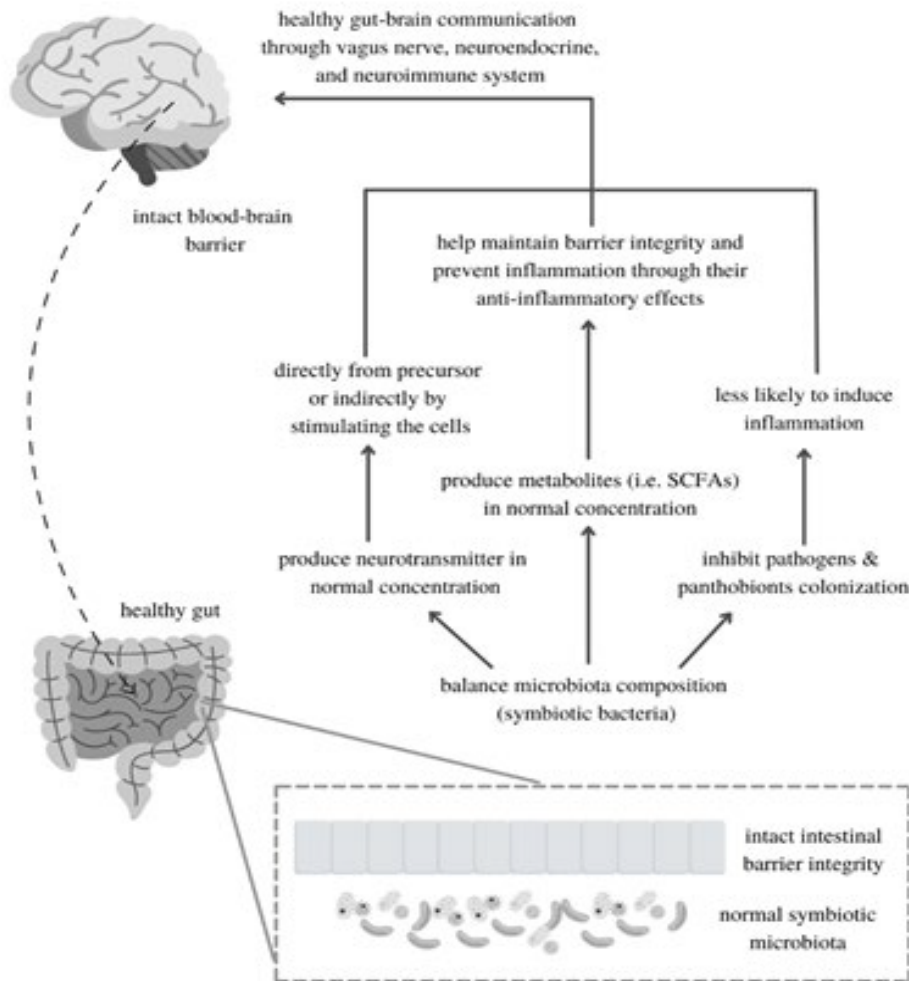 healthy gut-brain communication
through vagus nerve, neuroendocrine,
and neuroimmune system
intact blood-brain
barrier
help maintain barrier integrity and
prevent inflammation through their
anti-inflammatory effects
directly from precursor
or indirectly by
stimulating the cells
less likely to induce
inflammation
produce metabolites (i.e. SCFAs)
in normal concentration
produce neurotransmitter in
normal concentration
inhibit pathogens &
panthobionts colonization
healthy gut
balance microbiota composition
(symbiotic bacteria)
intact intestinal
barrier integrity
normal symbiotic
microbiota